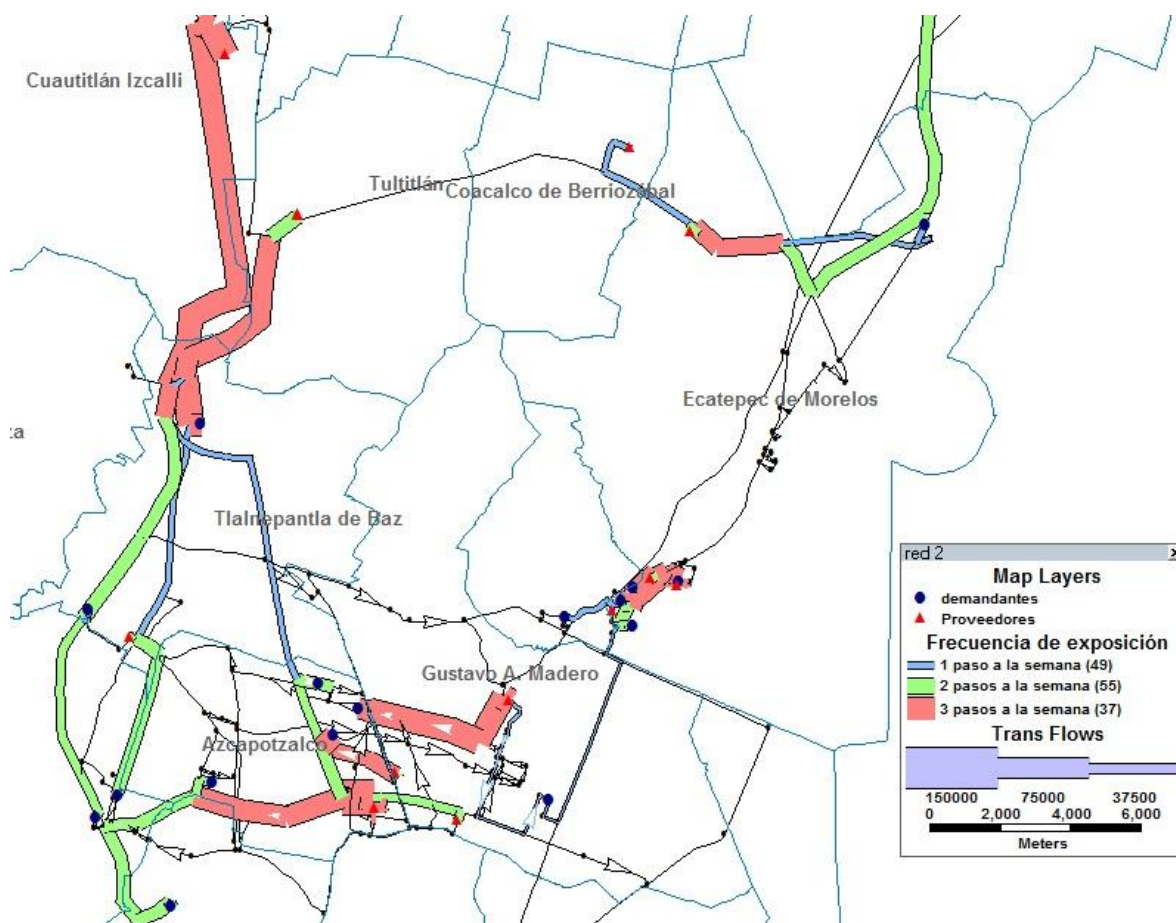 Cuautitlán Izcalli
Tultitlán
Coacalco de Berriozábal
Ecatepec de Morelos
za
Tlalnepantla de Baz
Gustavo A. Madero
Azcapotzalco
red 2
x
Map Layers
demandantes
Proveedores
Frecuencia de exposición
1 paso a la semana (49)
2 pasos a la semana (55)
3 pasos a la semana (37)
Trans Flows
150000 75000 37500
0 2,000 4,000 6,000
Meters